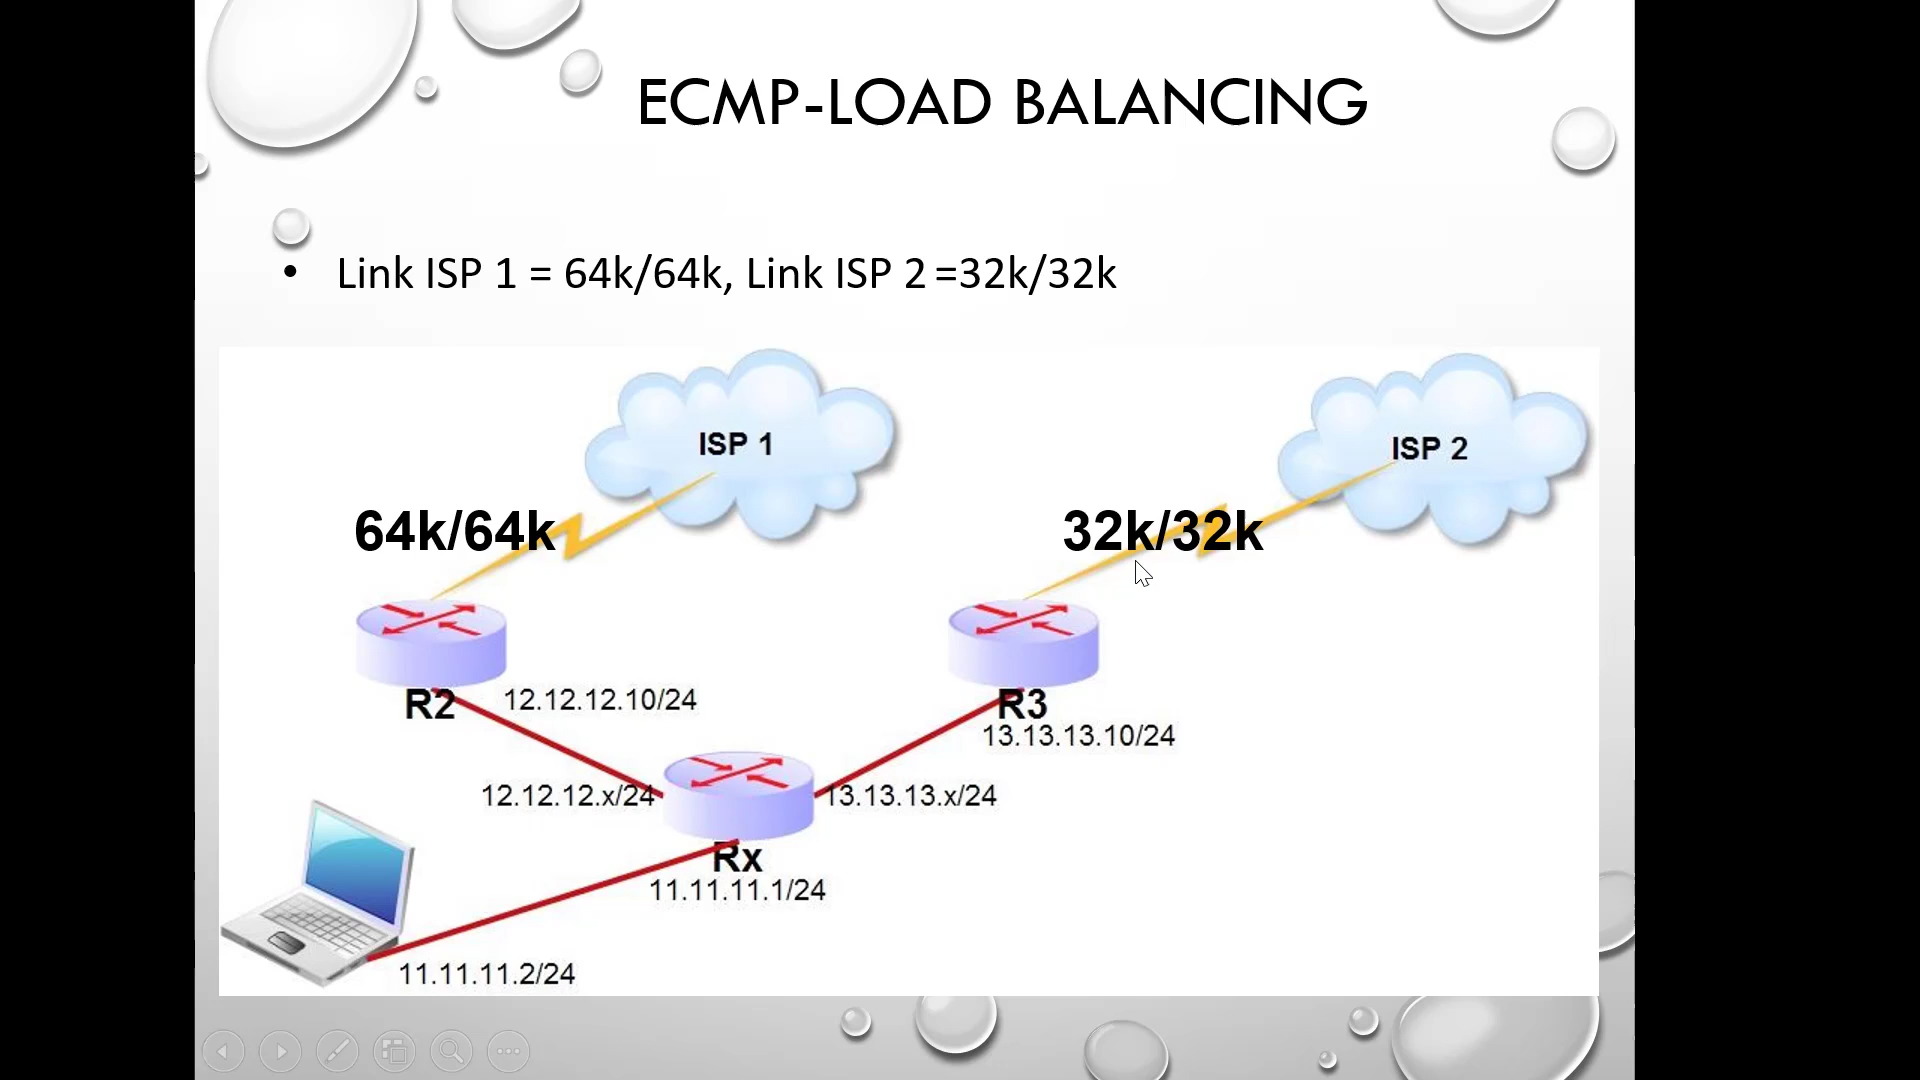 ECMP-LOAD BALANCING
• Link ISP 1 = 64k/64k, Link ISP 2 =32k/32k
ISP 1
ISP 2
64k/64k
32k/32k
R2
12.12.12.10/24
R3
13.13.13.10/24
12.12.12.x/24
13.13.13.x/24
Rx
11.11.11.1/24
11.11.11.2/24